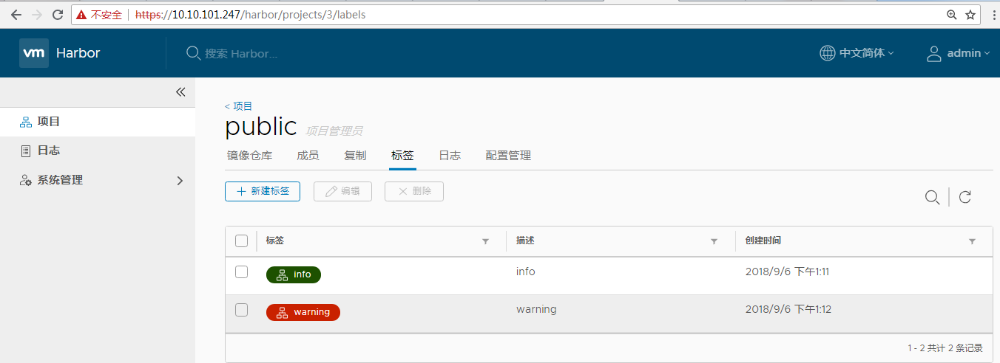 不安全 https://10.10.101.247/harbor/projects/3/labels
vm Harbor 搜索 Harbor... 中文简体 admin
项目
日志
系统管理
< 项目
public 项目管理员
镜像仓库 成员 复制 标签 日志 配置管理
新建标签 编辑 删除
标签 描述 创建时间
info info 2018/9/6 下午1:11
warning warning 2018/9/6 下午1:12
1 - 2 共计 2 条记录